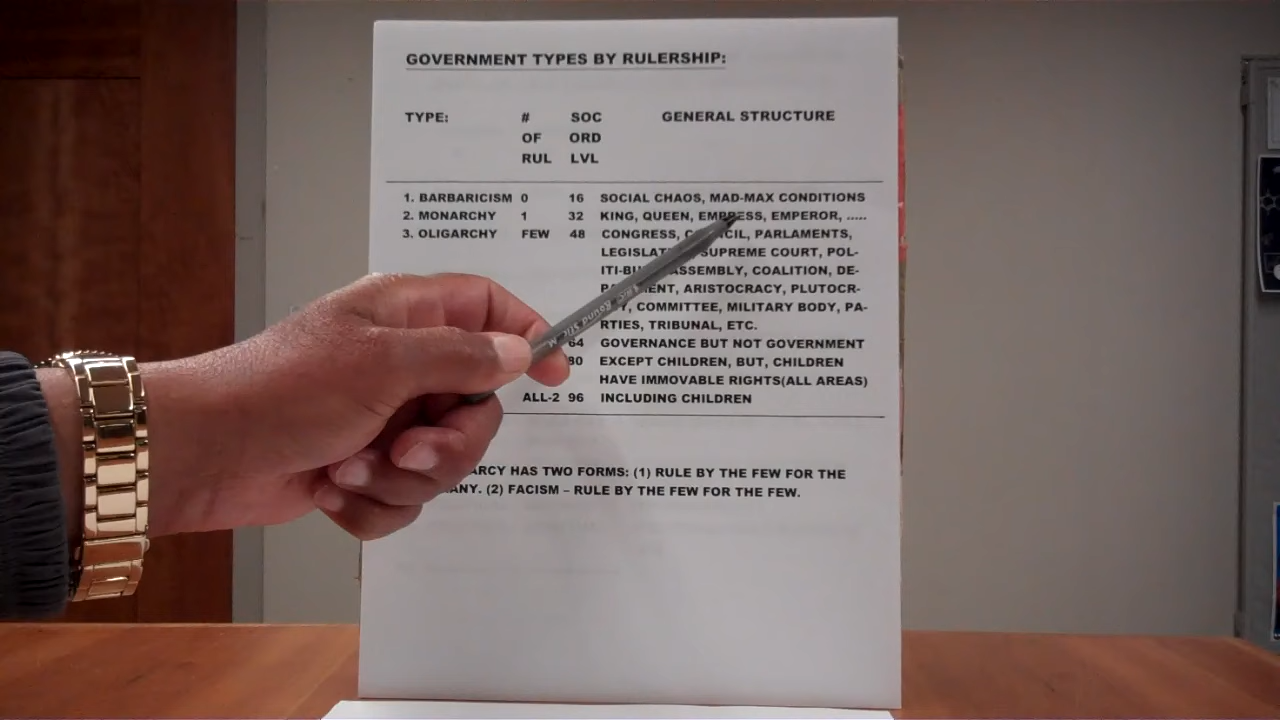 GOVERNMENT TYPES BY RULERSHIP:
TYPE: # SOC GENERAL STRUCTURE
OF ORD
RUL LVL
1. BARBARICISM 0 16 SOCIAL CHAOS, MAD-MAX CONDITIONS
2. MONARCHY 1 32 KING, QUEEN, EMPRESS, EMPEROR, .....
3. OLIGARCHY FEW 48 CONGRESS, PARLAMENTS,
SUPREME COURT, POL-
ASSEMBLY, COALITION, DE-
ARISTOCRACY, PLUTOCR-
COMMITTEE, MILITARY BODY, PA-
RTIES, TRIBUNAL, ETC.
64 GOVERNANCE BUT NOT GOVERNMENT
80 EXCEPT CHILDREN, BUT, CHILDREN
HAVE IMMOVABLE RIGHTS(ALL AREAS)
ALL-2 96 INCLUDING CHILDREN
HAS TWO FORMS: (1) RULE BY THE FEW FOR THE
(2) FACISM – RULE BY THE FEW FOR THE FEW.
BIC Round Stic M